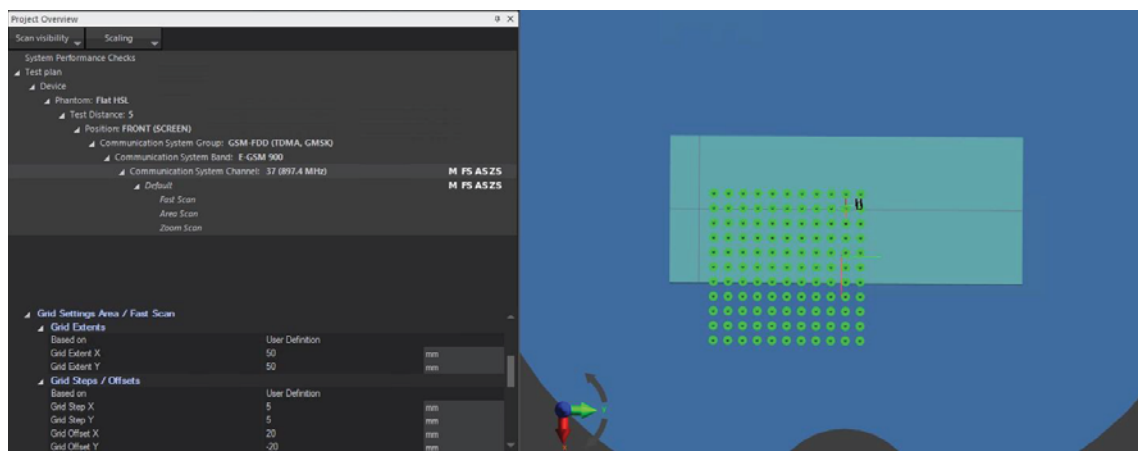 Project Overview
Scan visibility Scaling
System Performance Checks
Test plan
Device
Phantom: Flat HSL
Test Distance: 5
Position: FRONT (SCREEN)
Communication System Group: GSM-FDD (TDMA, GMSK)
Communication System Band: E-GSM 900
Communication System Channel: 37 (897.4 MHz) M FS AS ZS
Default M FS AS ZS
Fast Scan
Area Scan
Zoom Scan
Grid Settings Area / Fast Scan
Grid Extents
Based on User Definition
Grid Extent X 50 mm
Grid Extent Y 50 mm
Grid Steps / Offsets
Based on User Definition
Grid Step X 5 mm
Grid Step Y 5 mm
Grid Offset X 20 mm
Grid Offset Y -20 mm